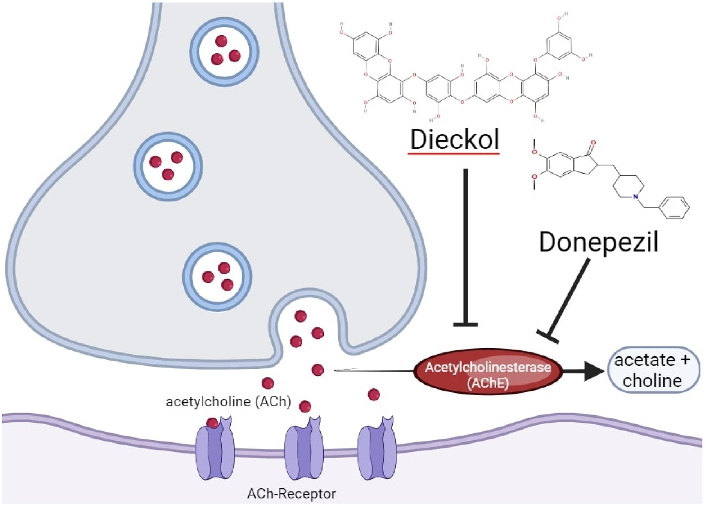 Dieckol
Donepezil
Acetylcholinesterase
(AChE)
acetate +
choline
acetylcholine (ACh)
ACh-Receptor